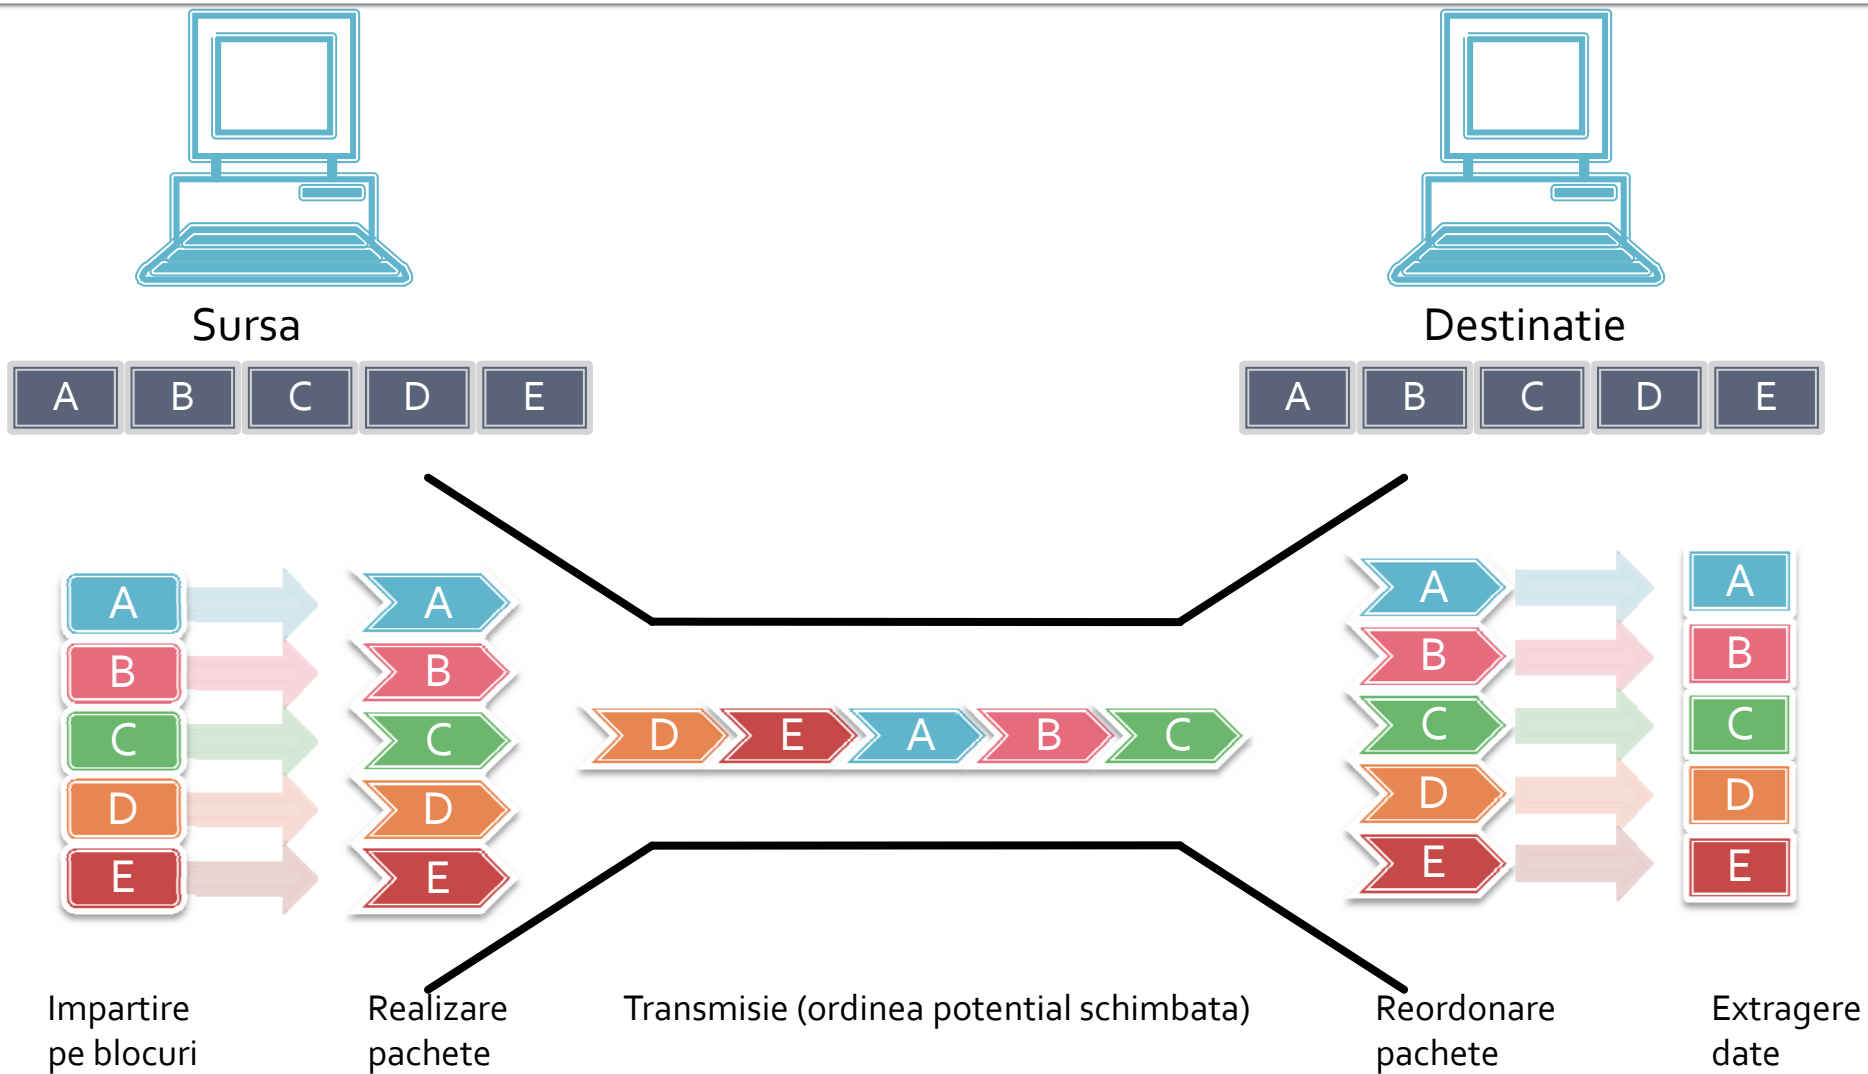 Sursa
Destinatie
A B C D E
A B C D E
A A
B B
C C
D D
E E
D E A B C
A A
B B
C C
D D
E E
Impartire
pe blocuri
Realizare
pachete
Transmisie (ordinea potential schimbata)
Reordonare
pachete
Extragere
date